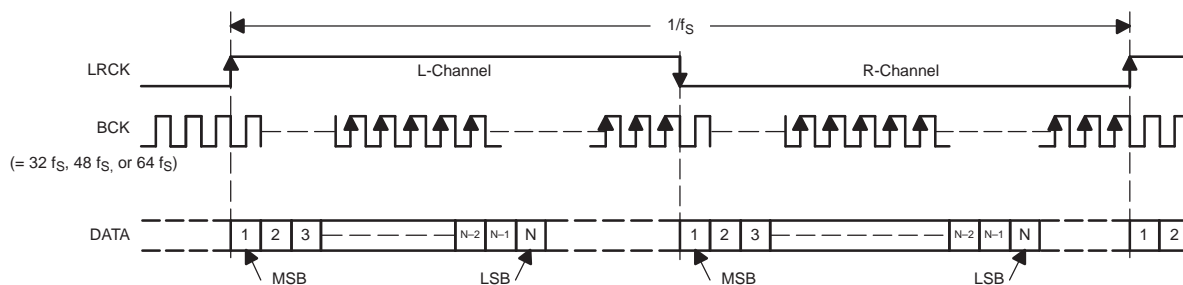 1/fS
LRCK
L-Channel
R-Channel
BCK
(= 32 fS, 48 fS, or 64 fS)
DATA
1 2 3 N–2 N–1 N 1 2 3 N–2 N–1 N 1 2
MSB LSB MSB LSB